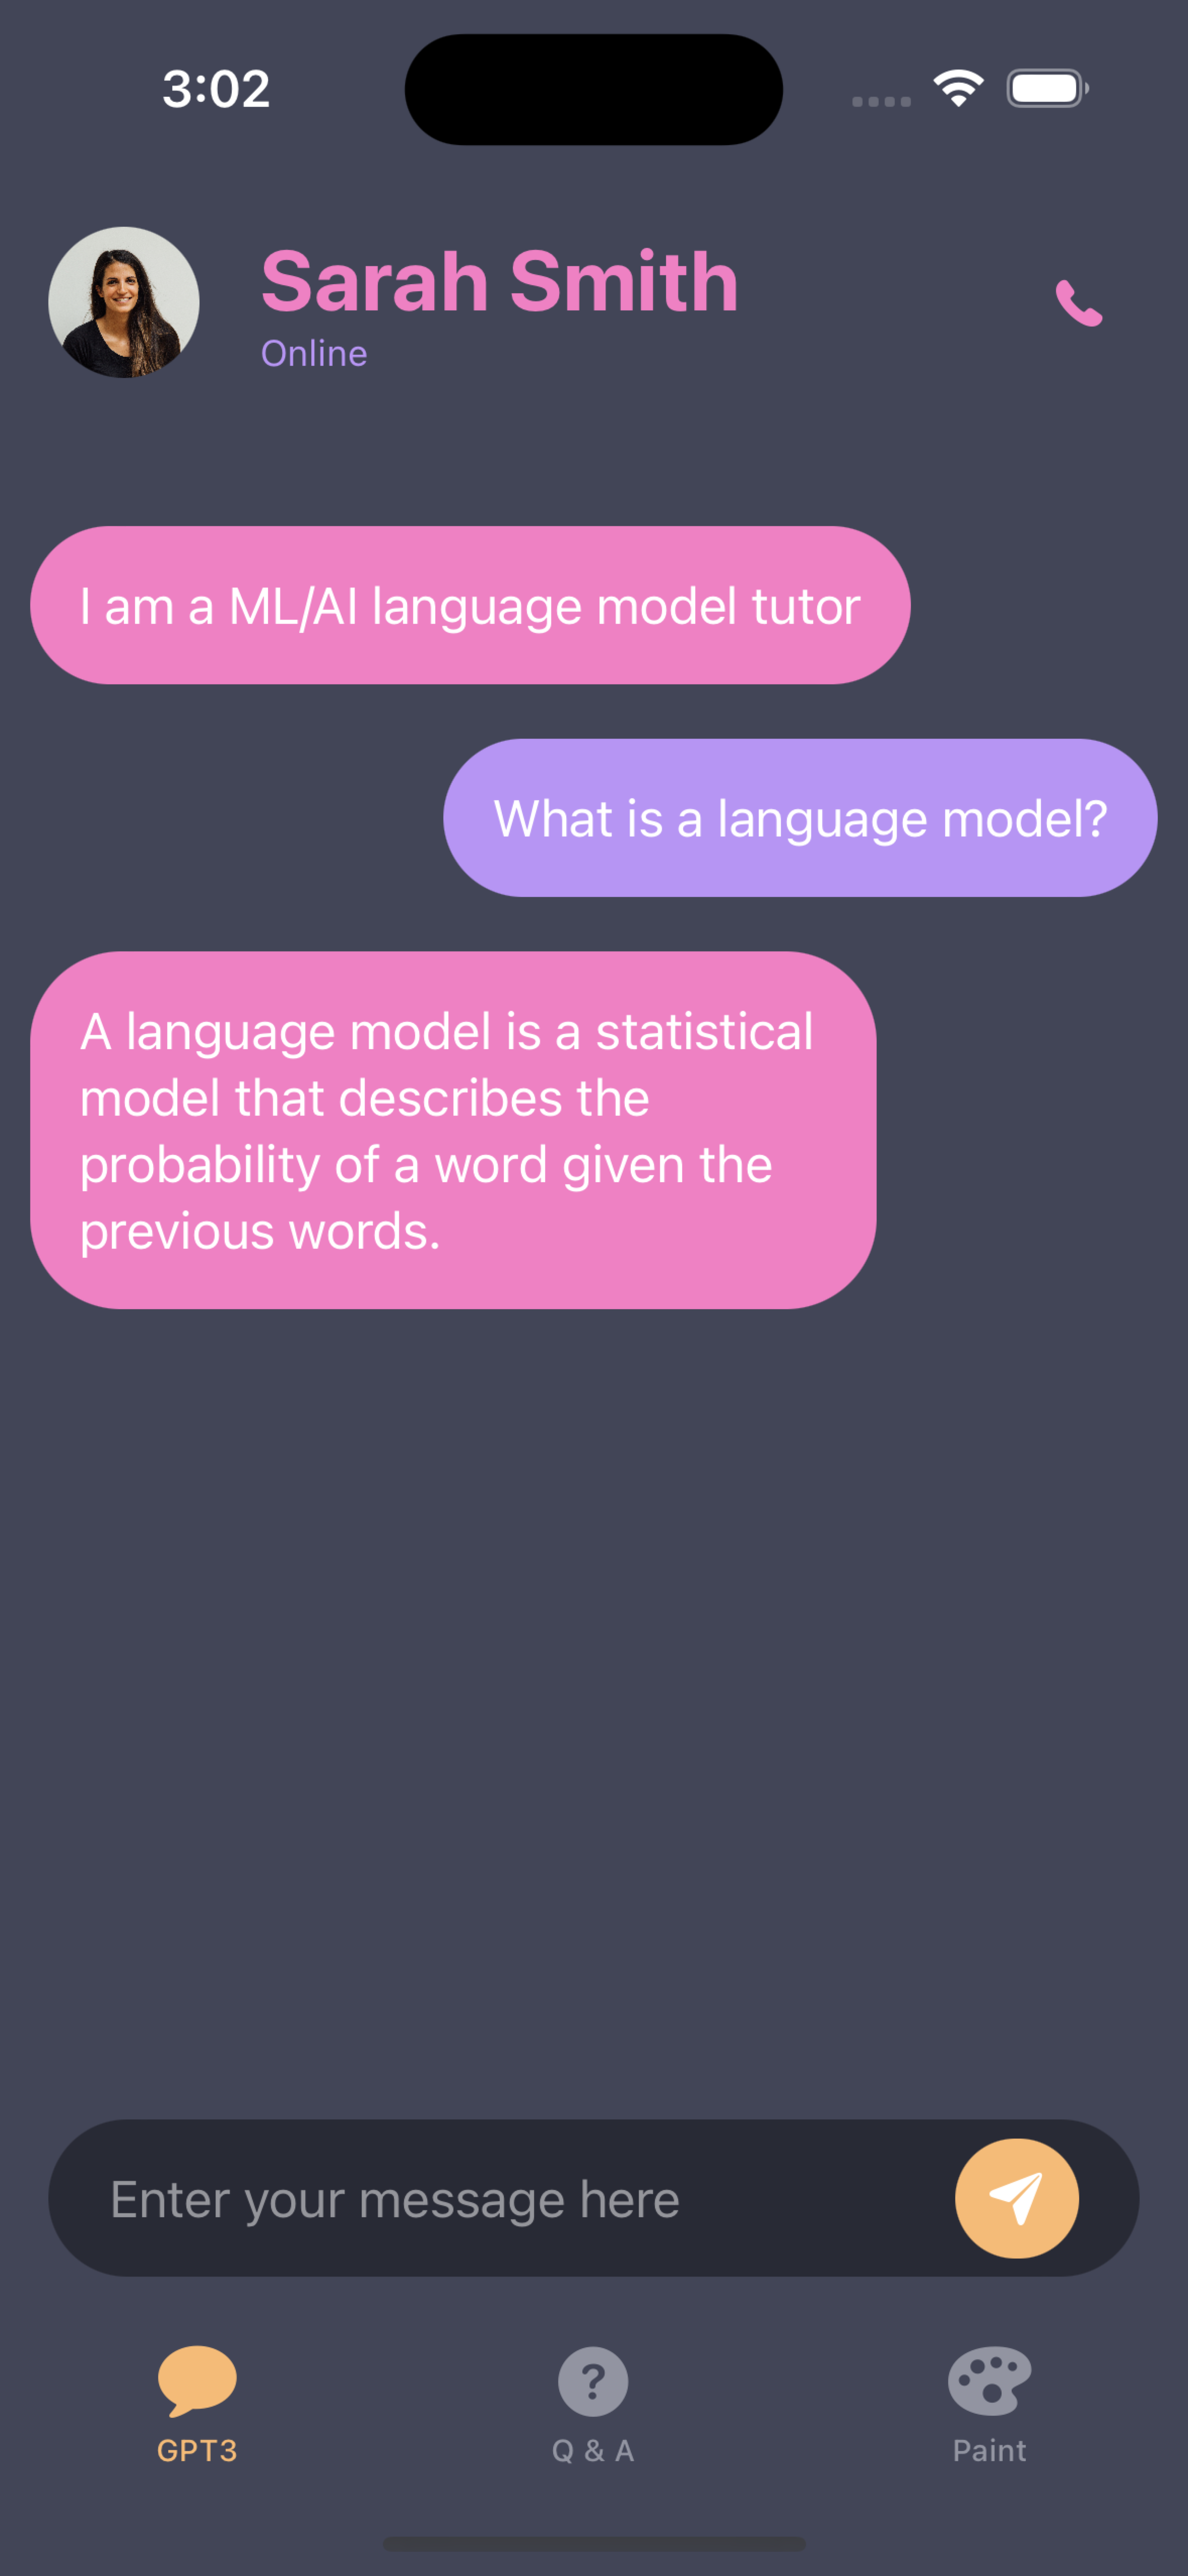 3:02
Sarah Smith
Online
I am a ML/AI language model tutor
What is a language model?
A language model is a statistical
model that describes the
probability of a word given the
previous words.
Enter your message here
?
GPT3
Q & A
Paint